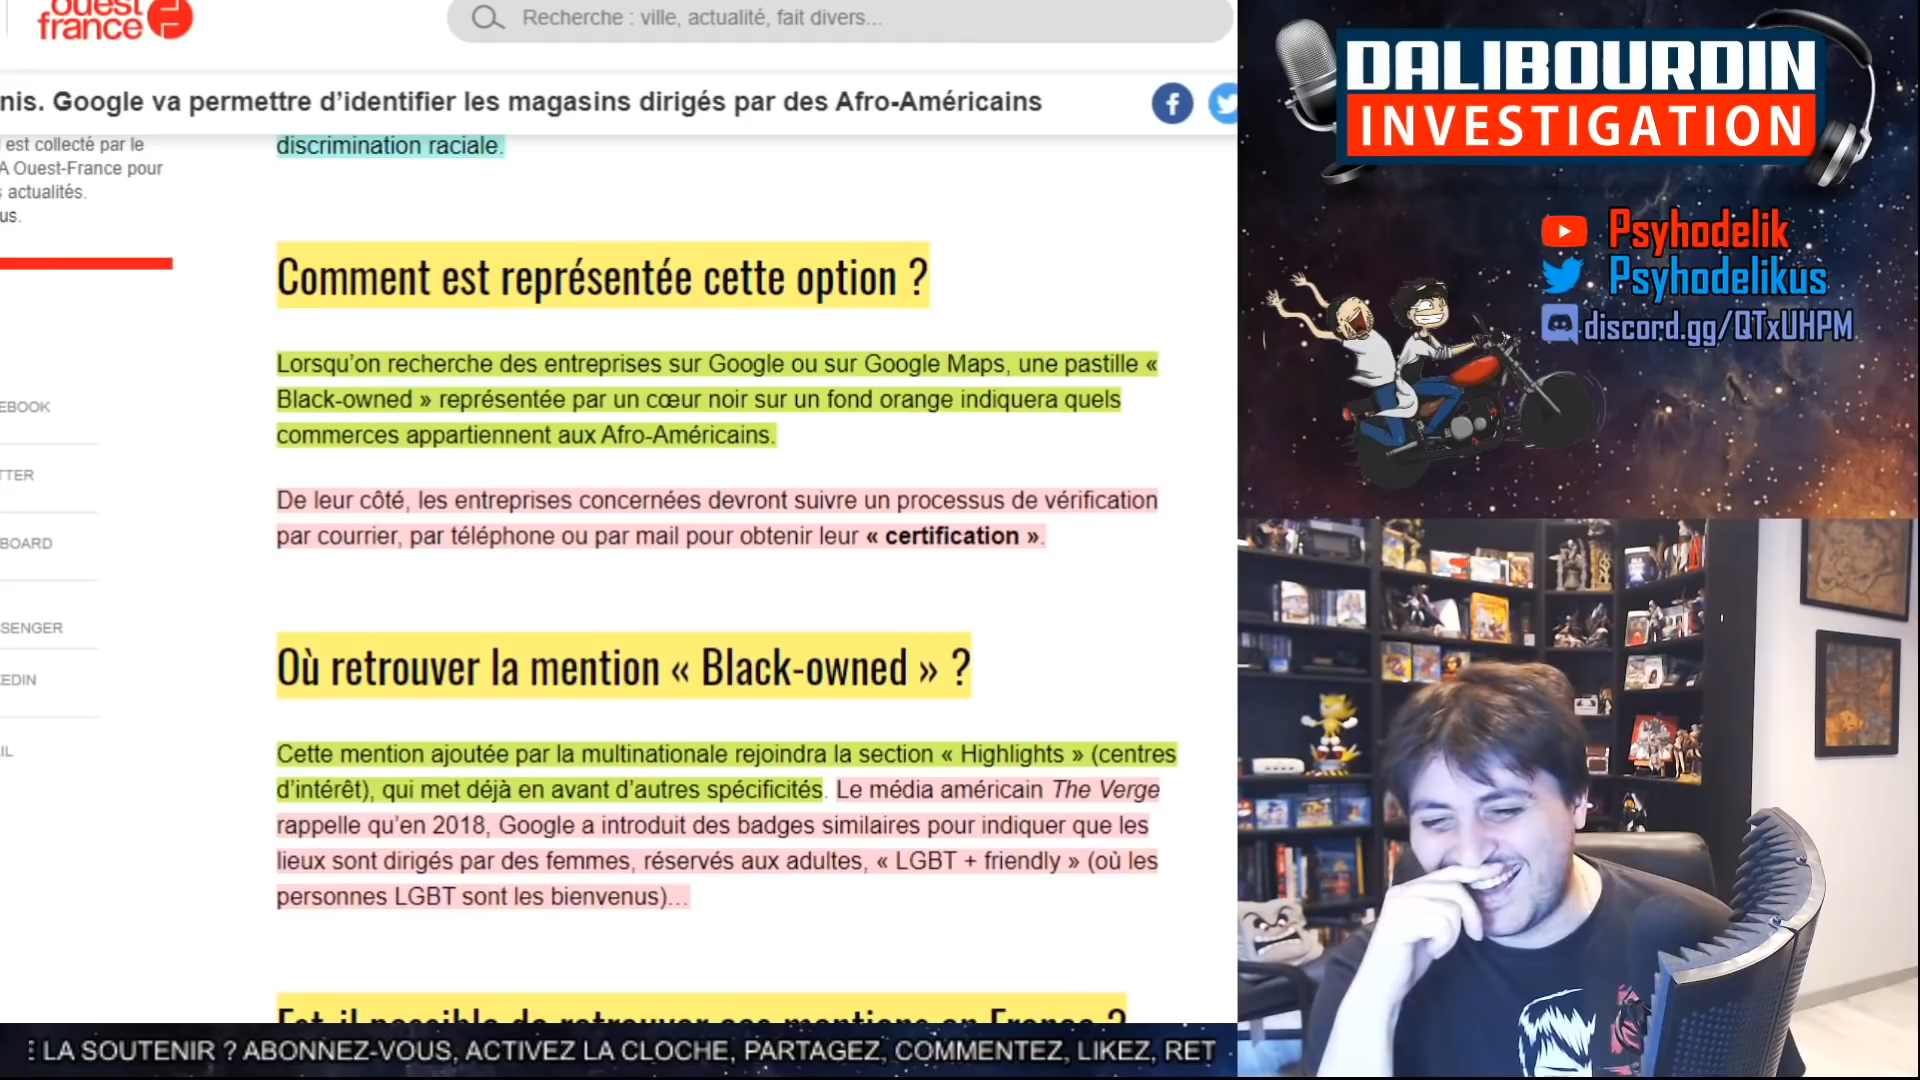 ouest
france
Recherche : ville, actualité, fait divers...
nis. Google va permettre d’identifier les magasins dirigés par des Afro-Américains
est collecté par le
A Ouest-France pour
s actualités.
us.
discrimination raciale.
Comment est représentée cette option ?
Lorsqu’on recherche des entreprises sur Google ou sur Google Maps, une pastille «
Black-owned » représentée par un cœur noir sur un fond orange indiquera quels
commerces appartiennent aux Afro-Américains.
De leur côté, les entreprises concernées devront suivre un processus de vérification
par courrier, par téléphone ou par mail pour obtenir leur « certification ».
Où retrouver la mention « Black-owned » ?
Cette mention ajoutée par la multinationale rejoindra la section « Highlights » (centres
d’intérêt), qui met déjà en avant d’autres spécificités. Le média américain The Verge
rappelle qu’en 2018, Google a introduit des badges similaires pour indiquer que les
lieux sont dirigés par des femmes, réservés aux adultes, « LGBT + friendly » (où les
personnes LGBT sont les bienvenus)…
Est-il possible de retrouver ces mentions en France ?
EBOOK
TTER
BOARD
SENGER
EDIN
IL
LA SOUTENIR ? ABONNEZ-VOUS, ACTIVEZ LA CLOCHE, PARTAGEZ, COMMENTEZ, LIKEZ, RET
DALIBOURDIN
INVESTIGATION
Psyhodelik
Psyhodelikus
discord.gg/QTxUHPM